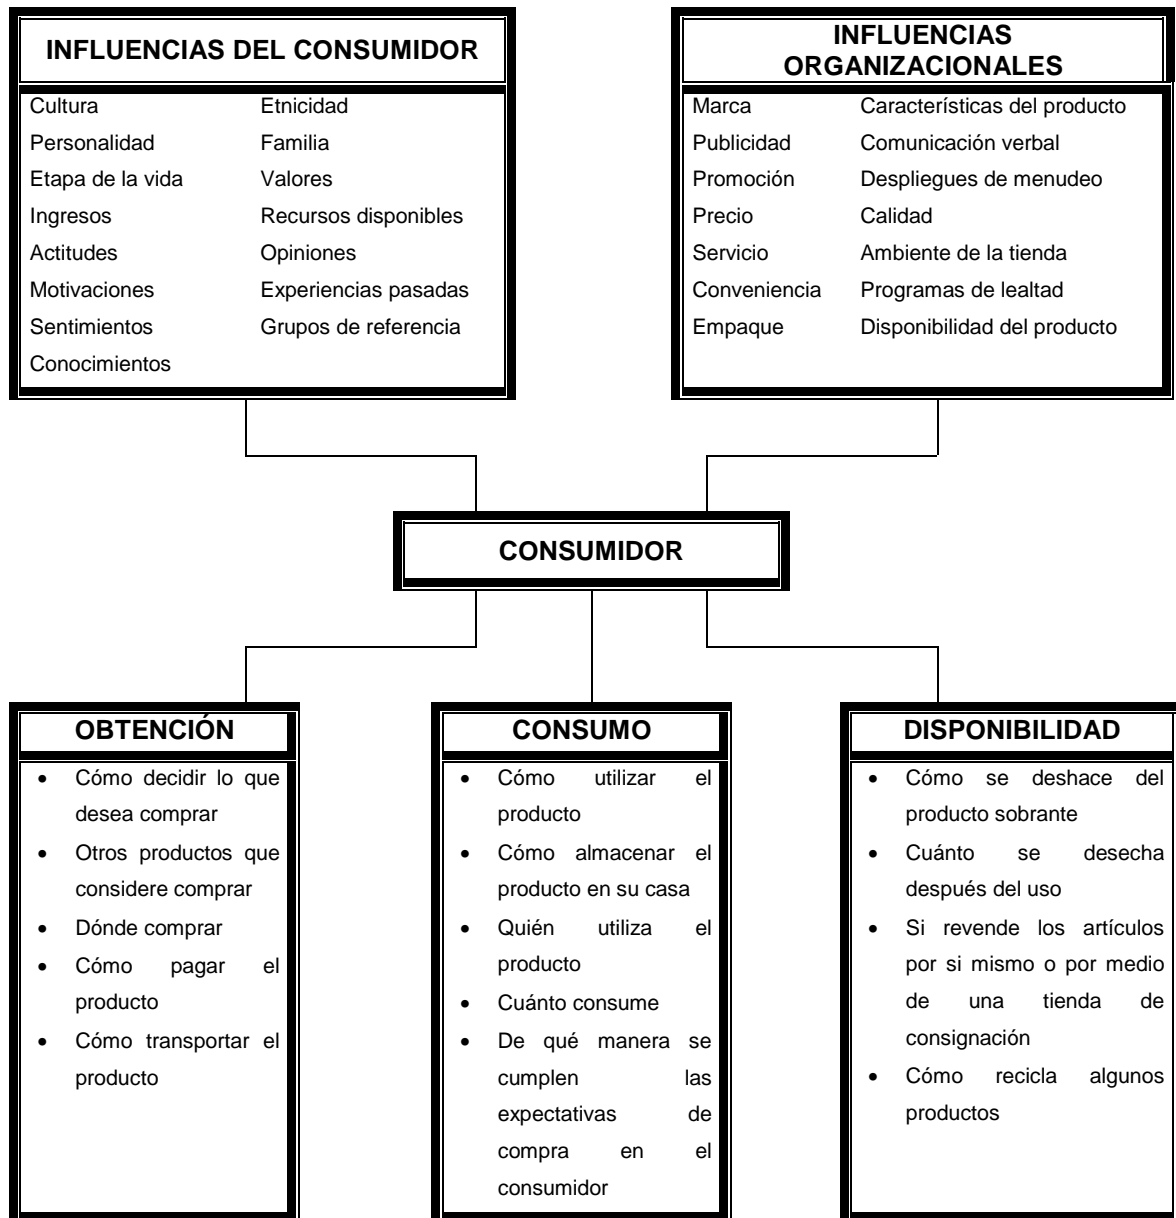 INFLUENCIAS DEL CONSUMIDOR
Cultura Etnicidad
Personalidad Familia
Etapa de la vida Valores
Ingresos Recursos disponibles
Actitudes Opiniones
Motivaciones Experiencias pasadas
Sentimientos Grupos de referencia
Conocimientos
INFLUENCIAS
ORGANIZACIONALES
Marca Características del producto
Publicidad Comunicación verbal
Promoción Despliegues de menudeo
Precio Calidad
Servicio Ambiente de la tienda
Conveniencia Programas de lealtad
Empaque Disponibilidad del producto
CONSUMIDOR
OBTENCIÓN
• Cómo decidir lo que
desea comprar
• Otros productos que
considere comprar
• Dónde comprar
• Cómo pagar el
producto
• Cómo transportar el
producto
CONSUMO
• Cómo utilizar el
producto
• Cómo almacenar el
producto en su casa
• Quién utiliza el
producto
• Cuánto consume
• De qué manera se
cumplen las
expectativas de
compra en el
consumidor
DISPONIBILIDAD
• Cómo se deshace del
producto sobrante
• Cuánto se desecha
después del uso
• Si revende los artículos
por si mismo o por medio
de una tienda de
consignación
• Cómo recicla algunos
productos